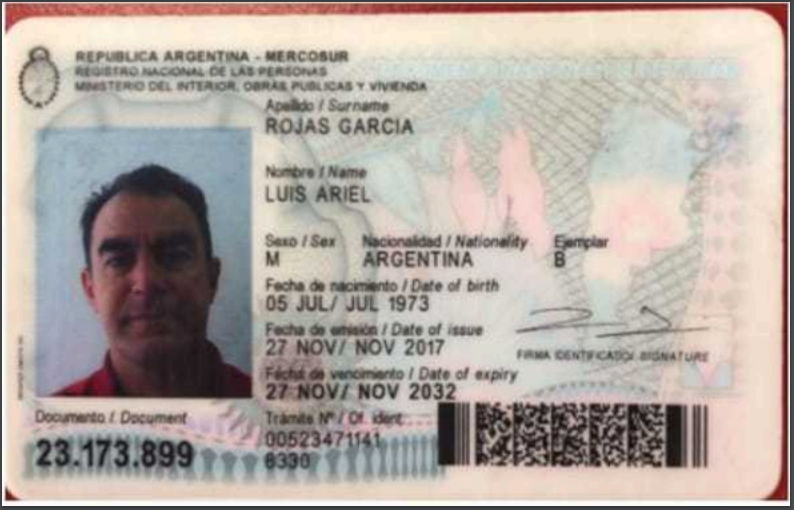 REPUBLICA ARGENTINA - MERCOSUR
REGISTRO NACIONAL DE LAS PERSONAS
MINISTERIO DEL INTERIOR, OBRAS PUBLICAS Y VIVIENDA
Apellido / Surname
ROJAS GARCIA
Nombre / Name
LUIS ARIEL
Sexo / Sex Nacionalidad / Nationality Ejemplar
M ARGENTINA B
Fecha de nacimiento / Date of birth
05 JUL/ JUL 1973
Fecha de emisión / Date of issue
27 NOV/ NOV 2017
FIRMA IDENTIFICADO/ SIGNATURE
Fecha de vencimiento / Date of expiry
27 NOV/ NOV 2032
Documento / Document
23.173.899
Trámite Nº / Of. ident.
00523471141
8330